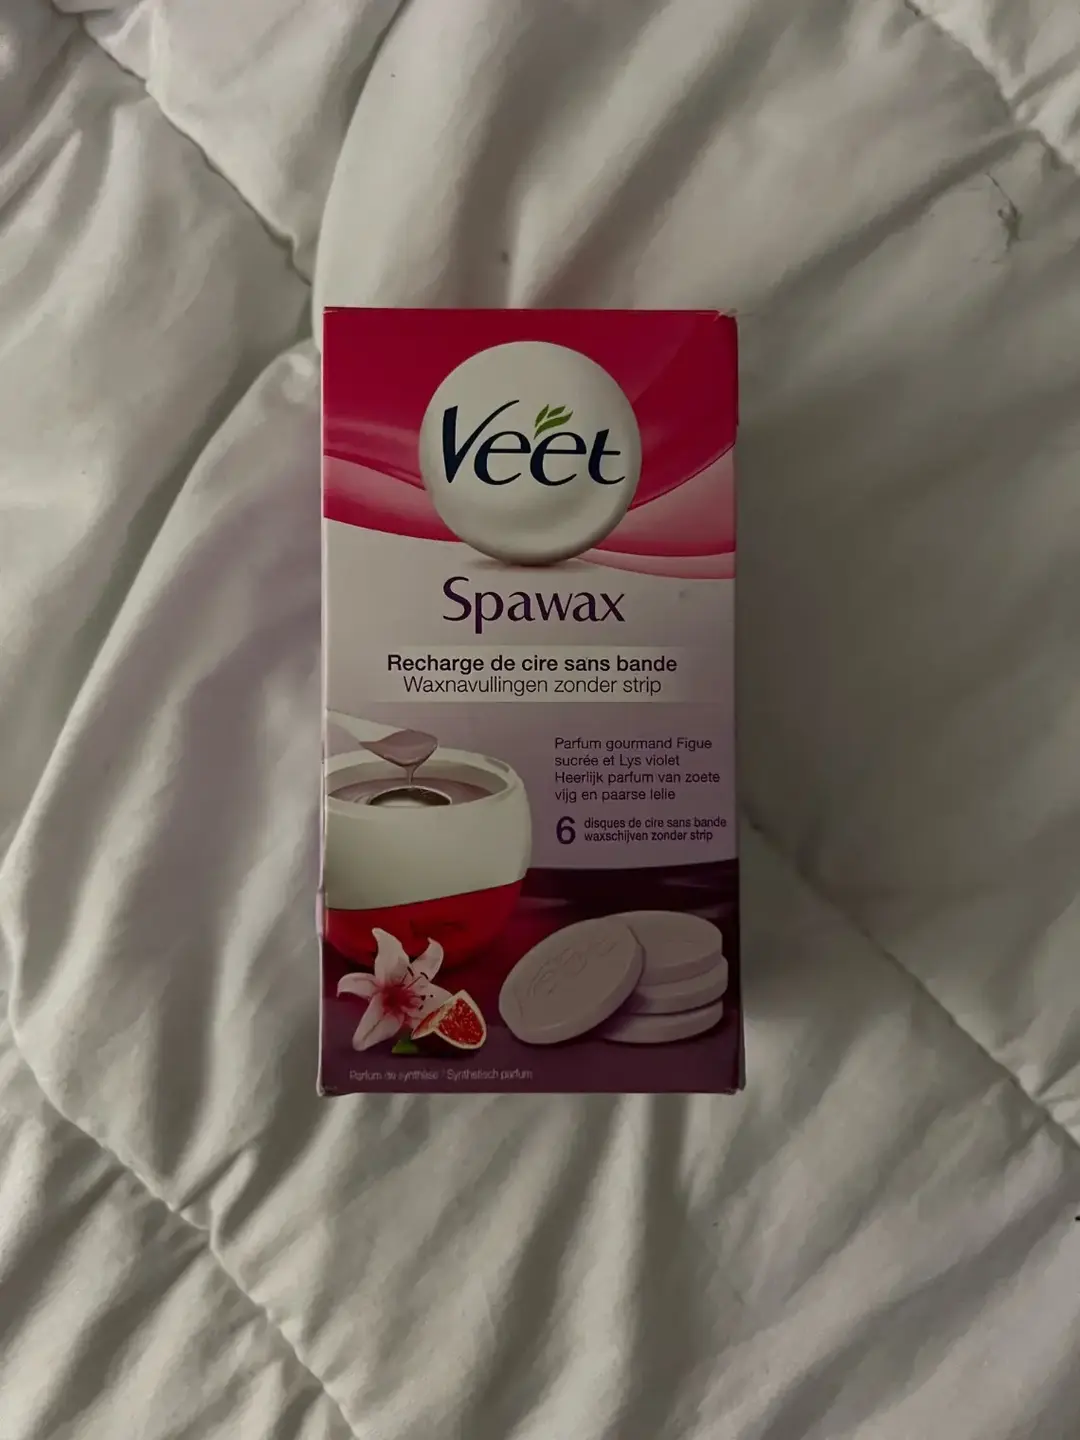 Veet
Spawax
Recharge de cire sans bande
Waxnavullingen zonder strip
Parfum gourmand Figue
sucrée et Lys violet
Heerlijk parfum van zoete
vijg en paarse lelie
6 disques de cire sans bande
waxschijven zonder strip
Parfum de synthèse / Synthetisch parfum